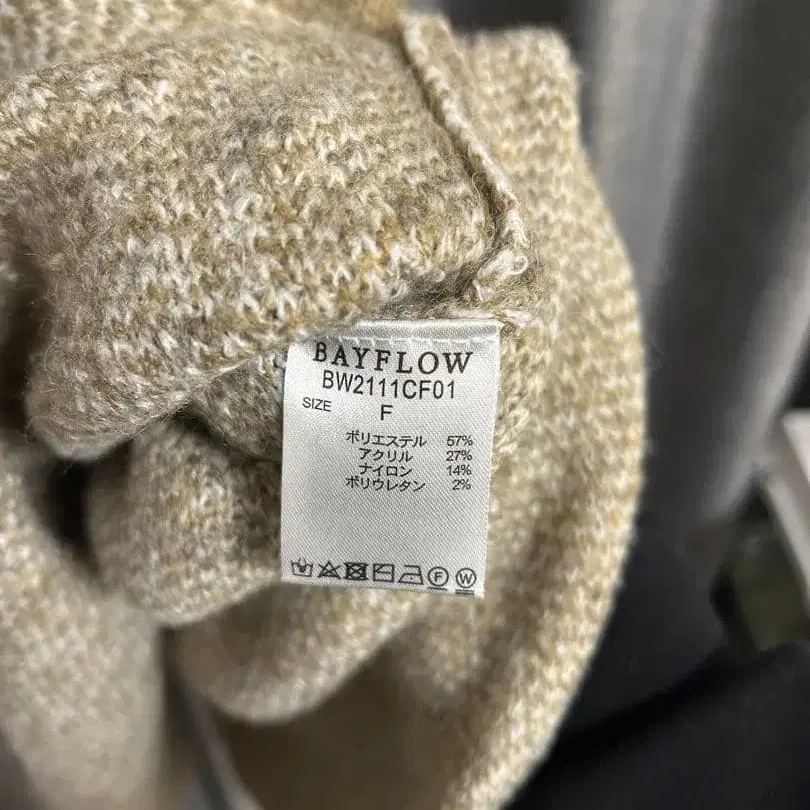 BAYFLOW
BW2111CF01
SIZE F
ポリエステル 57%
アクリル 27%
ナイロン 14%
ポリウレタン 2%
F W